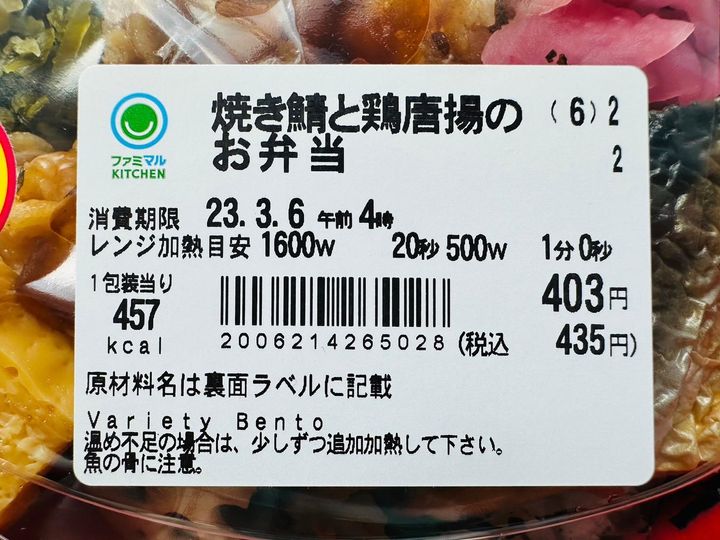 焼き鯖と鶏唐揚の (6) 2
お弁当 2
ファミマル
KITCHEN
消費期限 23.3.6 午前 4時
レンジ加熱目安 1600w 20秒 500w 1分0秒
1包装当り
457
kcal
403円
2006214265028 (税込 435円)
原材料名は裏面ラベルに記載
Variety Bento
温め不足の場合は、少しずつ追加加熱して下さい。
魚の骨に注意。